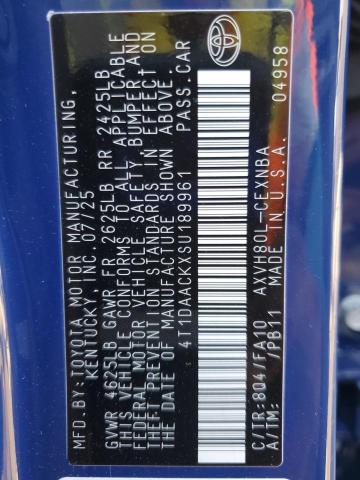 MFD.BY:TOYOTA MOTOR MANUFACTURING,
KENTUCKY, INC. 07/25
GVWR 4625LB GAWR FR 2625LB RR 2425LB
THIS VEHICLE CONFORMS TO ALL APPLICABLE
FEDERAL MOTOR VEHICLE SAFETY, BUMPER, AND
THEFT PREVENTION STANDARDS IN EFFECT ON
THE DATE OF MANUFACTURE SHOWN ABOVE.
4T1DAACKXSU189961 PASS.CAR
C/TR:8Q4/FA10 AXVH80L-CEXNBA
A/TM: /PB11 MADE IN U.S.A. 04958